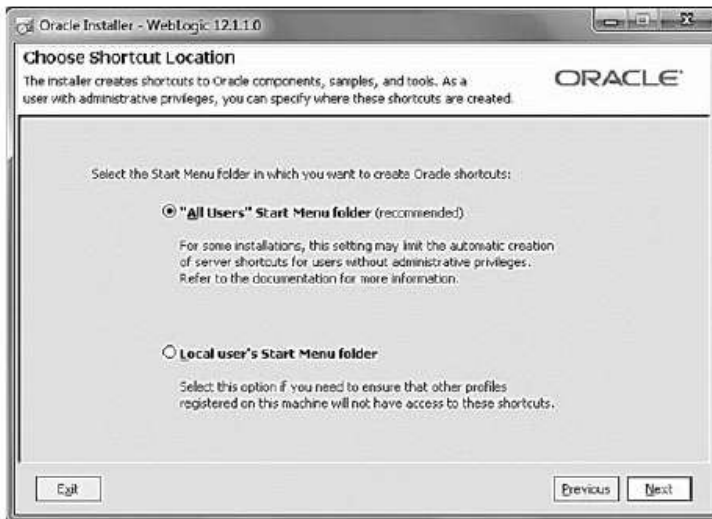 Oracle Installer - WebLogic 12.1.1.0
Choose Shortcut Location
The installer creates shortcuts to Oracle components, samples, and tools. As a
user with administrative privileges, you can specify where these shortcuts are created.
ORACLE
Select the Start Menu folder in which you want to create Oracle shortcuts:
"All Users" Start Menu folder (recommended)
For some installations, this setting may limit the automatic creation
of server shortcuts for users without administrative privileges.
Refer to the documentation for more information.
Local user's Start Menu folder
Select this option if you need to ensure that other profiles
registered on this machine will not have access to these shortcuts.
Exit
Previous
Next